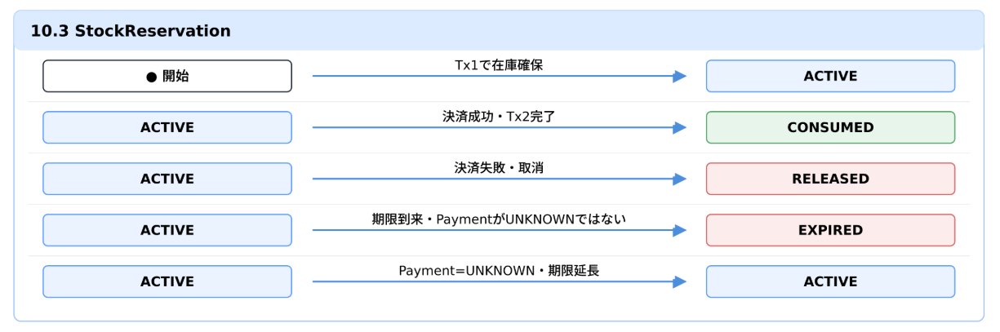 10.3 StockReservation
● 開始
Tx1で在庫確保
ACTIVE
ACTIVE
決済成功・Tx2完了
CONSUMED
ACTIVE
決済失敗・取消
RELEASED
ACTIVE
期限到来・PaymentがUNKNOWNではない
EXPIRED
ACTIVE
Payment=UNKNOWN・期限延長
ACTIVE